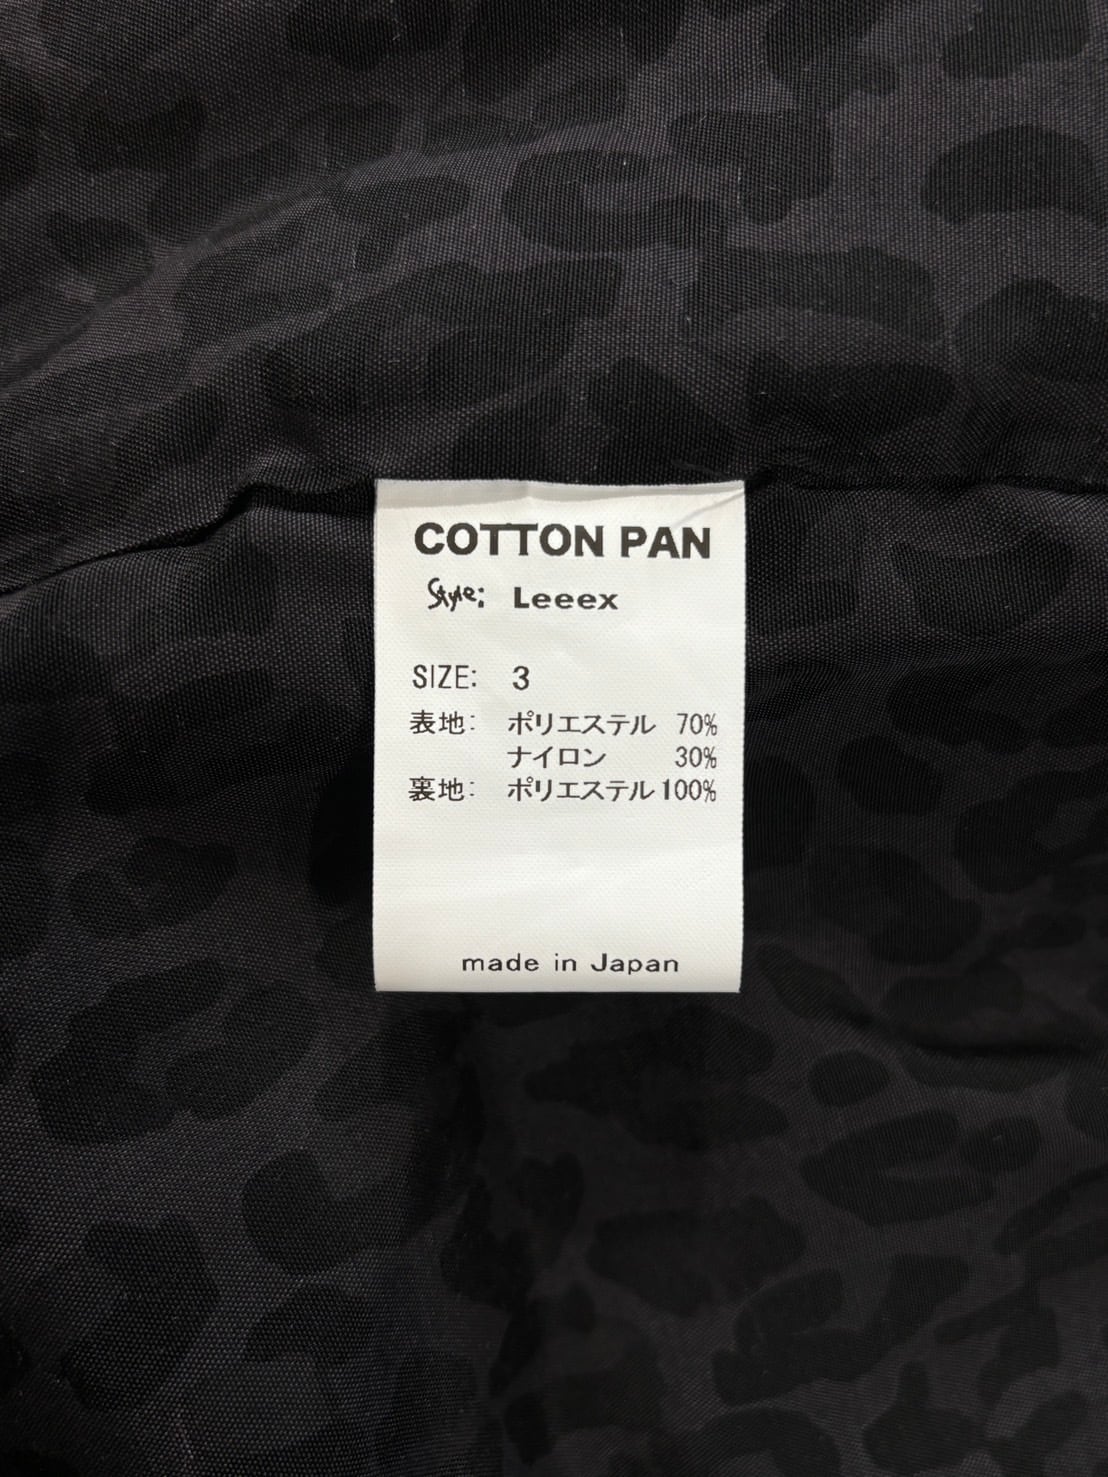 COTTON PAN
Style: Leeex
SIZE: 3
表地: ポリエステル 70%
ナイロン 30%
裏地: ポリエステル 100%
made in Japan